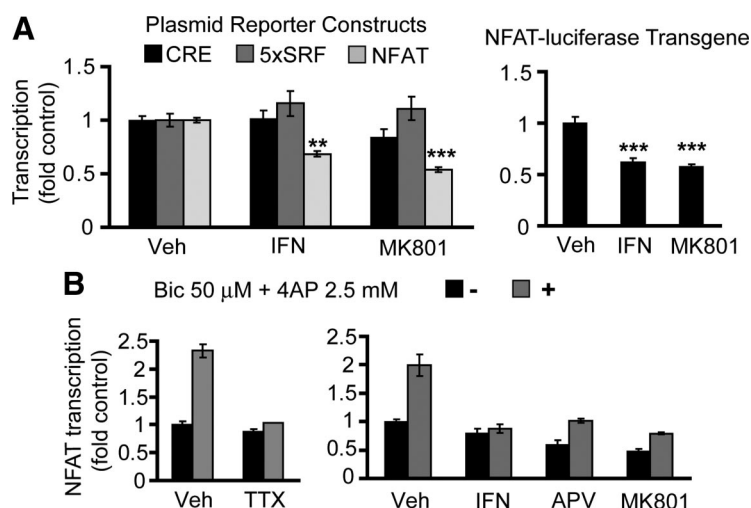 A
Plasmid Reporter Constructs
CRE 5xSRF NFAT
Transcription
(fold control)
1.5
1
0.5
0
**
***
Veh IFN MK801
NFAT-luciferase Transgene
1.5
1
0.5
0
***
***
Veh IFN MK801
B
Bic 50 μM + 4AP 2.5 mM - +
NFAT transcription
(fold control)
2.5
2
1.5
1
0.5
Veh TTX
2.5
2
1.5
1
0.5
0
Veh IFN APV MK801